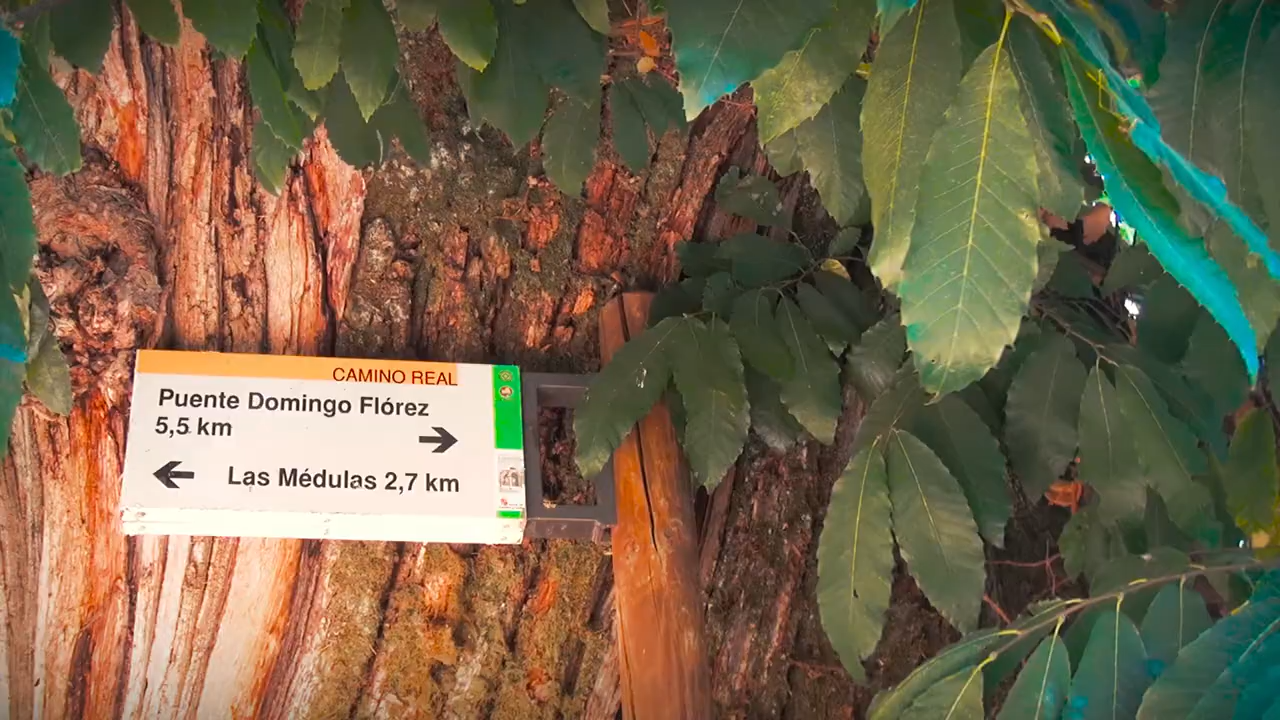 CAMINO REAL
Puente Domingo Flórez
5,5 km
→
← Las Médulas 2,7 km